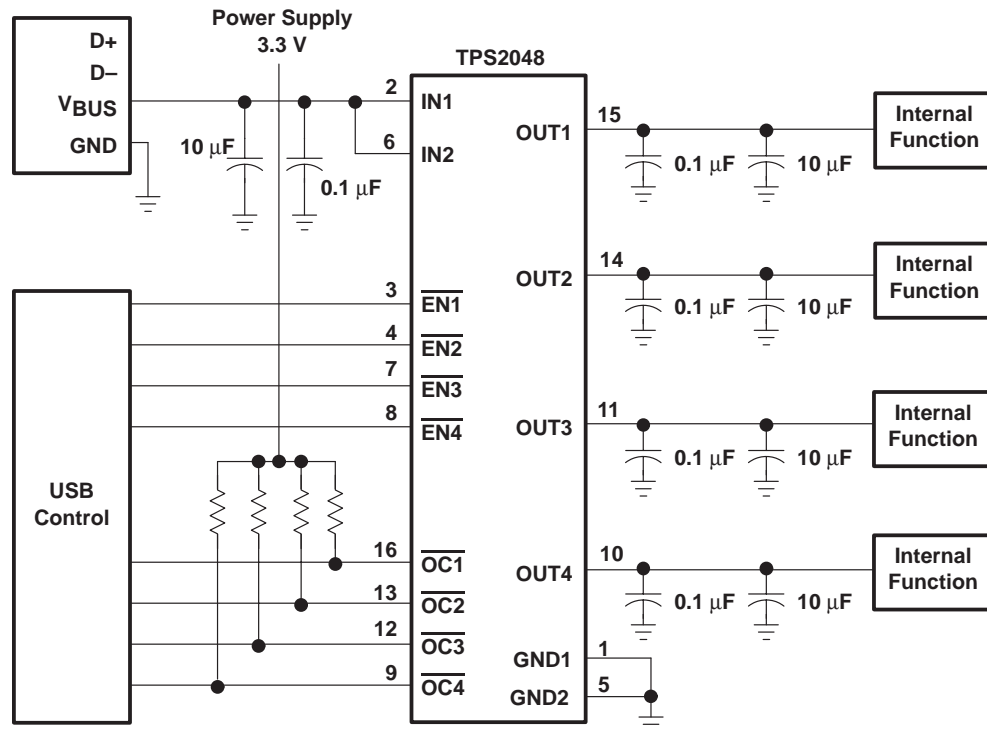 Power Supply
3.3 V
D+
D–
VBUS
GND
10 μF
0.1 μF
TPS2048
2
IN1
6
IN2
OUT1
15
0.1 μF
10 μF
Internal
Function
OUT2
14
0.1 μF
10 μF
Internal
Function
3
EN1
4
EN2
7
EN3
8
EN4
OUT3
11
0.1 μF
10 μF
Internal
Function
USB
Control
16
OC1
13
OC2
12
OC3
9
OC4
OUT4
10
0.1 μF
10 μF
Internal
Function
GND1
1
GND2
5